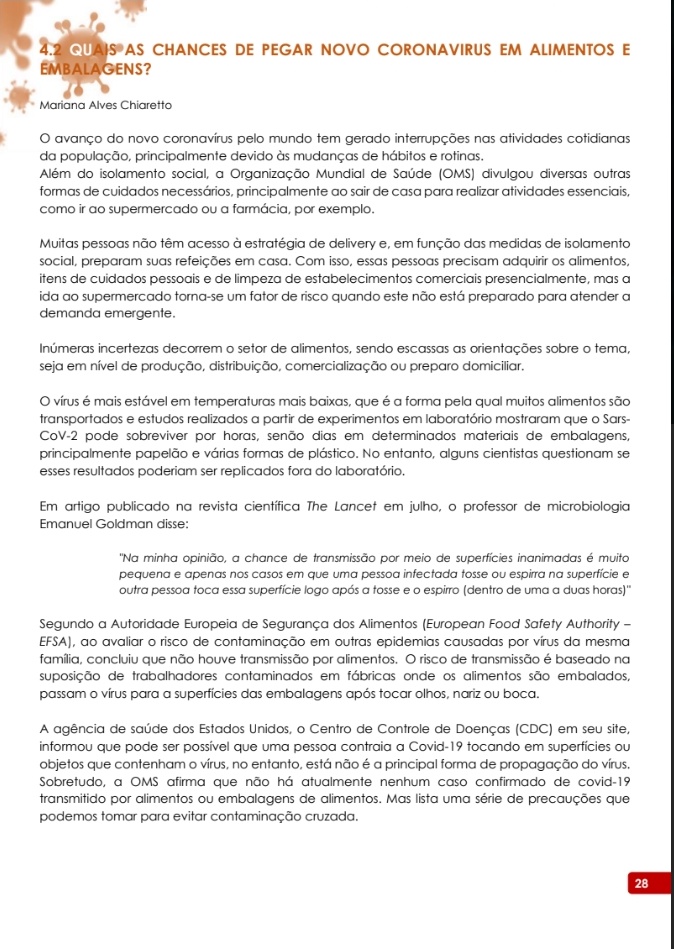 4.2 QUAIS AS CHANCES DE PEGAR NOVO CORONAVIRUS EM ALIMENTOS E
EMBALAGENS?
Mariana Alves Chiaretto
O avanço do novo coronavírus pelo mundo tem gerado interrupções nas atividades cotidianas
da população, principalmente devido às mudanças de hábitos e rotinas.
Além do isolamento social, a Organização Mundial de Saúde (OMS) divulgou diversas outras
formas de cuidados necessários, principalmente ao sair de casa para realizar atividades essenciais,
como ir ao supermercado ou a farmácia, por exemplo.
Muitas pessoas não têm acesso à estratégia de delivery e, em função das medidas de isolamento
social, preparam suas refeições em casa. Com isso, essas pessoas precisam adquirir os alimentos,
itens de cuidados pessoais e de limpeza de estabelecimentos comerciais presencialmente, mas a
ida ao supermercado torna-se um fator de risco quando este não está preparado para atender a
demanda emergente.
Inúmeras incertezas decorrem o setor de alimentos, sendo escassas as orientações sobre o tema,
seja em nível de produção, distribuição, comercialização ou preparo domiciliar.
O vírus é mais estável em temperaturas mais baixas, que é a forma pela qual muitos alimentos são
transportados e estudos realizados a partir de experimentos em laboratório mostraram que o Sars-
CoV-2 pode sobreviver por horas, senão dias em determinados materiais de embalagens,
principalmente papelão e várias formas de plástico. No entanto, alguns cientistas questionam se
esses resultados poderiam ser replicados fora do laboratório.
Em artigo publicado na revista científica The Lancet em julho, o professor de microbiologia
Emanuel Goldman disse:
"Na minha opinião, a chance de transmissão por meio de superfícies inanimadas é muito
pequena e apenas nos casos em que uma pessoa infectada tosse ou espirra na superfície e
outra pessoa toca essa superfície logo após a tosse e o espirro (dentro de uma a duas horas)"
Segundo a Autoridade Europeia de Segurança dos Alimentos (European Food Safety Authority –
EFSA), ao avaliar o risco de contaminação em outras epidemias causadas por vírus da mesma
família, concluiu que não houve transmissão por alimentos. O risco de transmissão é baseado na
suposição de trabalhadores contaminados em fábricas onde os alimentos são embalados,
passam o vírus para a superfícies das embalagens após tocar olhos, nariz ou boca.
A agência de saúde dos Estados Unidos, o Centro de Controle de Doenças (CDC) em seu site,
informou que pode ser possível que uma pessoa contraia a Covid-19 tocando em superfícies ou
objetos que contenham o vírus, no entanto, está não é a principal forma de propagação do vírus.
Sobretudo, a OMS afirma que não há atualmente nenhum caso confirmado de covid-19
transmitido por alimentos ou embalagens de alimentos. Mas lista uma série de precauções que
podemos tomar para evitar contaminação cruzada.
28